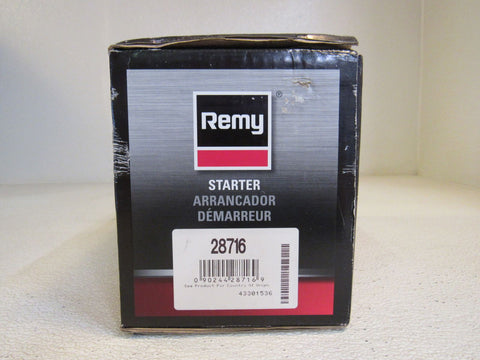 Remy®
STARTER
ARRANCADOR
DÉMARREUR
28716
0 90244 28716 9
See Product For Country Of Origin
43301536